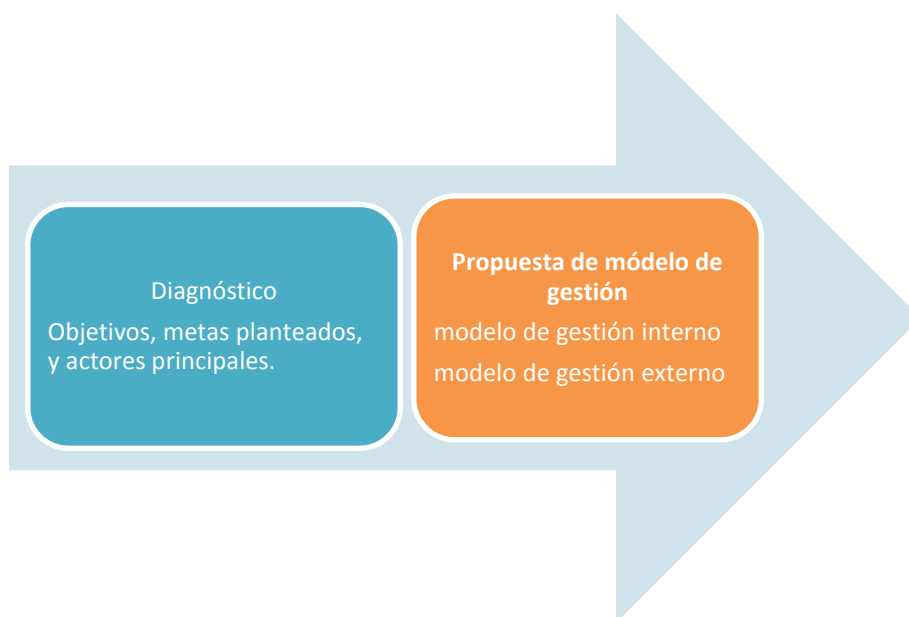 Diagnóstico
Objetivos, metas planteados,
y actores principales.
Propuesta de módelo de
gestión
modelo de gestión interno
modelo de gestión externo